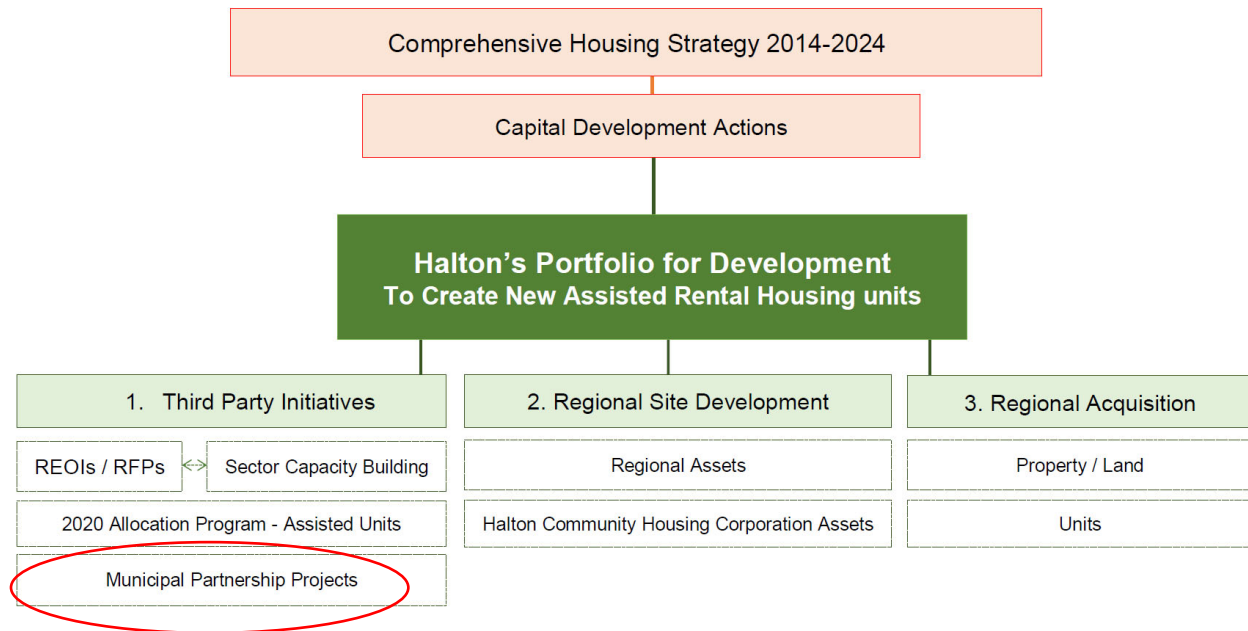 Comprehensive Housing Strategy 2014-2024
Capital Development Actions
Halton’s Portfolio for Development
To Create New Assisted Rental Housing units
1. Third Party Initiatives
REOIs / RFPs
Sector Capacity Building
2020 Allocation Program - Assisted Units
Municipal Partnership Projects
2. Regional Site Development
Regional Assets
Halton Community Housing Corporation Assets
3. Regional Acquisition
Property / Land
Units